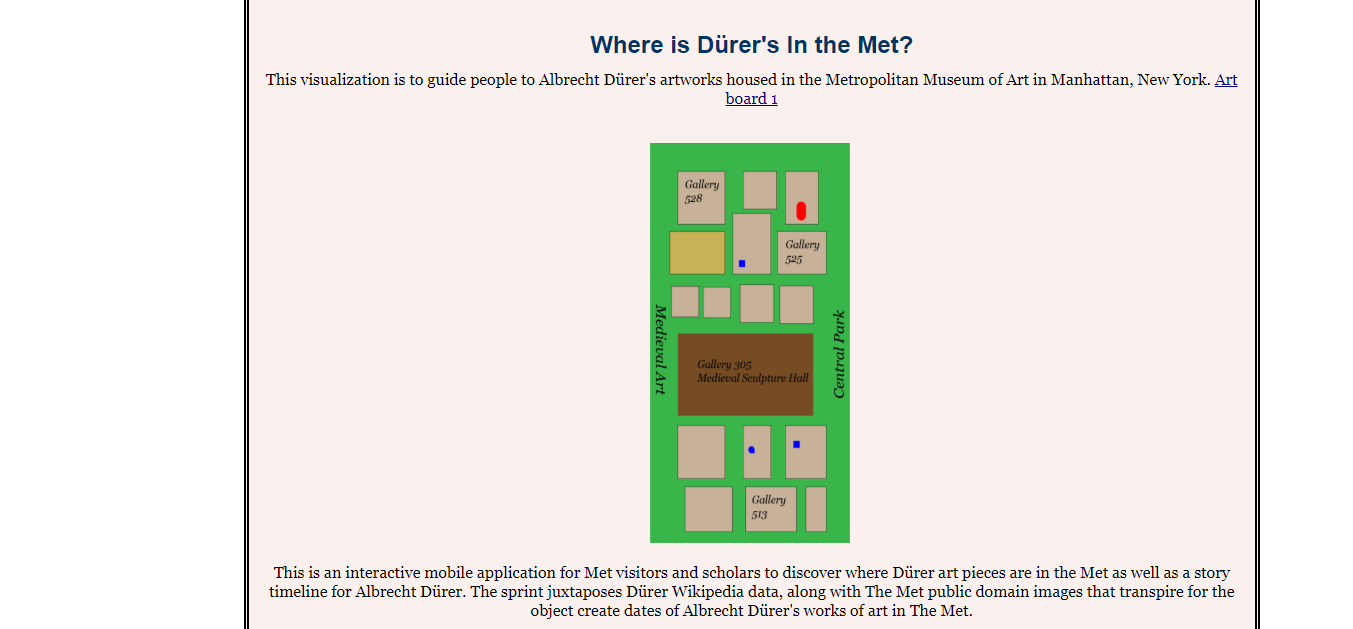 Where is Dürer's In the Met?
This visualization is to guide people to Albrecht Dürer's artworks housed in the Metropolitan Museum of Art in Manhattan, New York. Art
board 1
Gallery
528
Gallery
525
Medieval Art
Central Park
Gallery 305
Medieval Sculpture Hall
Gallery
513
This is an interactive mobile application for Met visitors and scholars to discover where Dürer art pieces are in the Met as well as a story
timeline for Albrecht Dürer. The sprint juxtaposes Dürer Wikipedia data, along with The Met public domain images that transpire for the
object create dates of Albrecht Dürer's works of art in The Met.